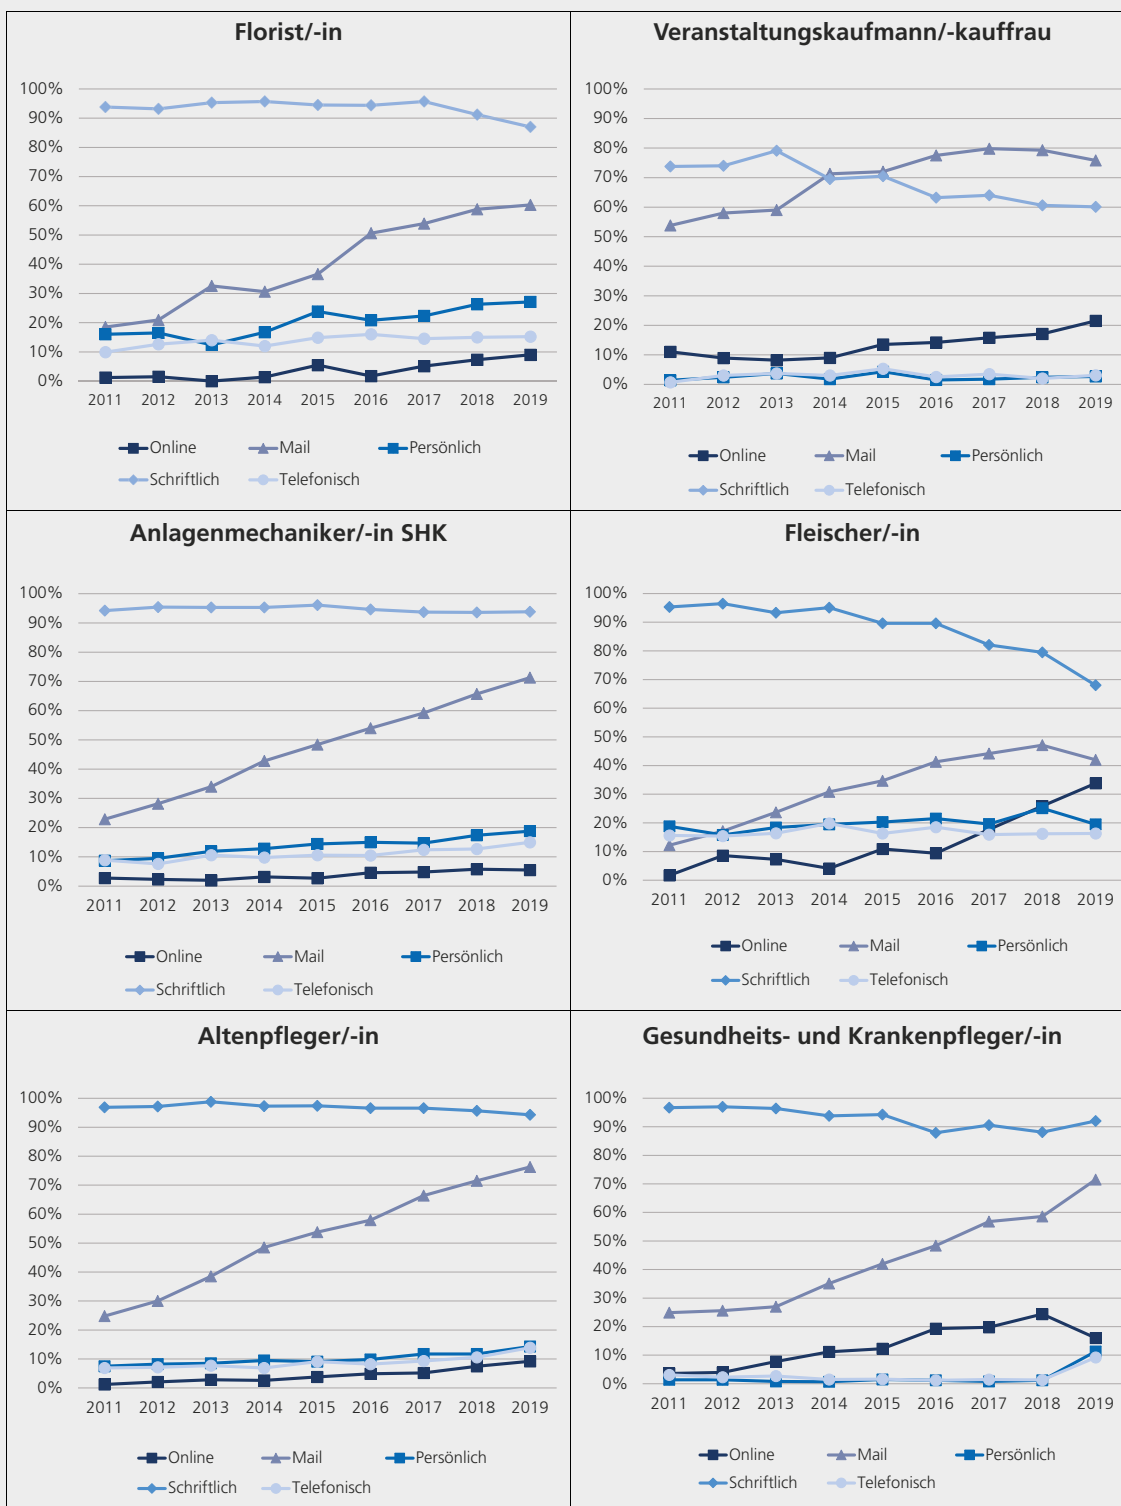 Florist/-in
100%
90%
80%
70%
60%
50%
40%
30%
20%
10%
0%
2011 2012 2013 2014 2015 2016 2017 2018 2019
Online Mail Persönlich
Schriftlich Telefonisch
Veranstaltungskaufmann/-kauffrau
100%
90%
80%
70%
60%
50%
40%
30%
20%
10%
0%
2011 2012 2013 2014 2015 2016 2017 2018 2019
Online Mail Persönlich
Schriftlich Telefonisch
Anlagenmechaniker/-in SHK
100%
90%
80%
70%
60%
50%
40%
30%
20%
10%
0%
2011 2012 2013 2014 2015 2016 2017 2018 2019
Online Mail Persönlich
Schriftlich Telefonisch
Fleischer/-in
100%
90%
80%
70%
60%
50%
40%
30%
20%
10%
0%
2011 2012 2013 2014 2015 2016 2017 2018 2019
Online Mail Persönlich
Schriftlich Telefonisch
Altenpfleger/-in
100%
90%
80%
70%
60%
50%
40%
30%
20%
10%
0%
2011 2012 2013 2014 2015 2016 2017 2018 2019
Online Mail Persönlich
Schriftlich Telefonisch
Gesundheits- und Krankenpfleger/-in
100%
90%
80%
70%
60%
50%
40%
30%
20%
10%
0%
2011 2012 2013 2014 2015 2016 2017 2018 2019
Online Mail Persönlich
Schriftlich Telefonisch